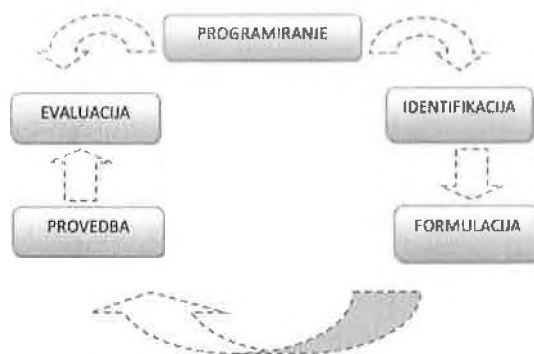 PROGRAMIRANJE
EVALUACIJA
IDENTIFIKACIJA
PROVEDBA
FORMULACIJA